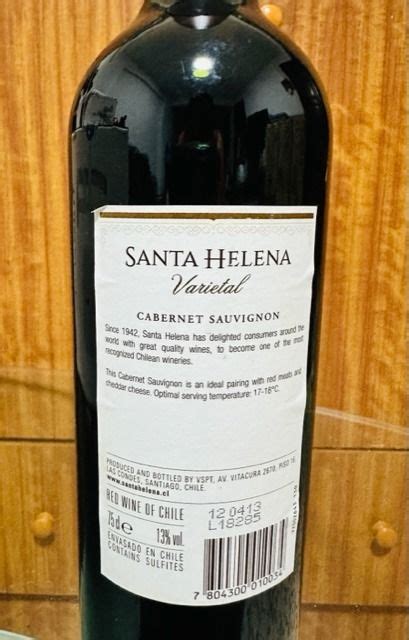 SANTA HELENA
Varietal
CABERNET SAUVIGNON
Since 1942, Santa Helena has delighted consumers around the
world with great quality wines, to become one of the most
recognized Chilean wineries.
This Cabernet Sauvignon is an ideal pairing with red meats and
cheddar cheese. Optimal serving temperature: 17-18°C.
PRODUCED AND BOTTLED BY VSPT, AV. VITACURA 2670, PISO 16
LAS CONDES, SANTIAGO, CHILE.
www.santahelena.cl
RED WINE OF CHILE
75cl e 13% vol.
ENVASADO EN CHILE
CONTAINS SULFITES
12 0413
L18285
7 804300 01003